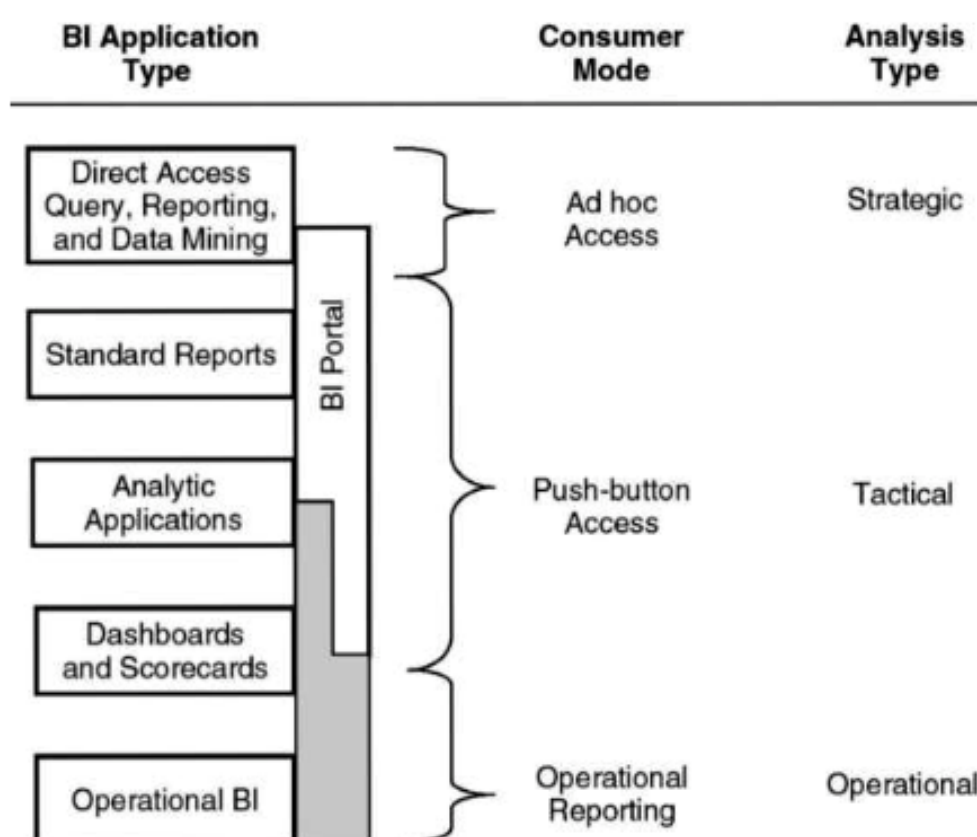 BI Application
Type
Consumer
Mode
Analysis
Type
Direct Access
Query, Reporting,
and Data Mining
Ad hoc
Access
Strategic
BI Portal
Standard Reports
Analytic
Applications
Push-button
Access
Tactical
Dashboards
and Scorecards
Operational BI
Operational
Reporting
Operational